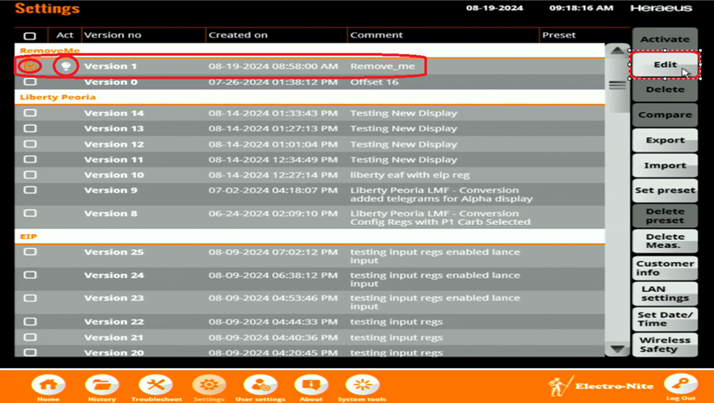 Settings
08-19-2024 09:18:16 AM Heraeus
Act Version no Created on Comment Preset
RemoveMe
Version 1 08-19-2024 08:58:00 AM Remove_me
Version 0 07-26-2024 01:38:12 PM Offset 16
Liberty Peoria
Version 14 08-14-2024 01:33:43 PM Testing New Display
Version 13 08-14-2024 01:27:13 PM Testing New Display
Version 12 08-14-2024 01:01:04 PM Testing New Display
Version 11 08-14-2024 12:34:49 PM Testing New Display
Version 10 08-14-2024 12:27:14 PM liberty eaf with eip reg
Version 9 07-02-2024 04:18:07 PM Liberty Peoria LMF - Conversion
added telegrams for Alpha display
Version 8 06-24-2024 02:09:10 PM Liberty Peoria LMF - Conversion
Config Regs with P1 Carb Selected
EIP
Version 25 08-09-2024 07:02:12 PM testing input regs enabled lance
input
Version 24 08-09-2024 06:38:12 PM testing input regs enabled lance
input
Version 23 08-09-2024 04:53:46 PM testing input regs enabled lance
input
Version 22 08-09-2024 04:44:33 PM testing input regs
Version 21 08-09-2024 04:36:40 PM testing input regs
Version 20 08-09-2024 04:20:45 PM testing input regs
Activate
Edit
Delete
Compare
Export
Import
Set preset
Delete
preset
Delete
Meas.
Customer
info
LAN
settings
Set Date/
Time
Wireless
Safety
Home History Troubleshoot Settings User settings About System tools
Electro-Nite
Log Out